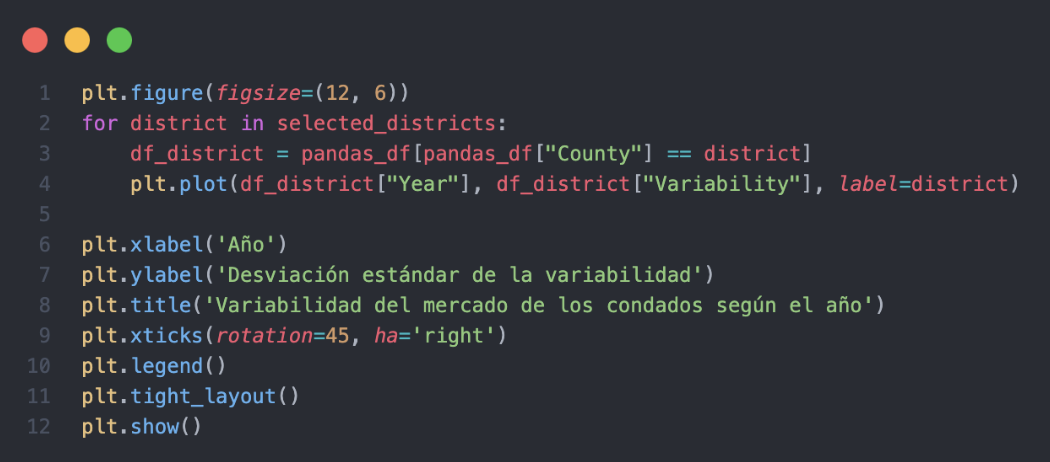 1 plt.figure(figsize=(12, 6))
2 for district in selected_districts:
3     df_district = pandas_df[pandas_df["County"] == district]
4     plt.plot(df_district["Year"], df_district["Variability"], label=district)
5
6 plt.xlabel('Año')
7 plt.ylabel('Desviación estándar de la variabilidad')
8 plt.title('Variabilidad del mercado de los condados según el año')
9 plt.xticks(rotation=45, ha='right')
10 plt.legend()
11 plt.tight_layout()
12 plt.show()